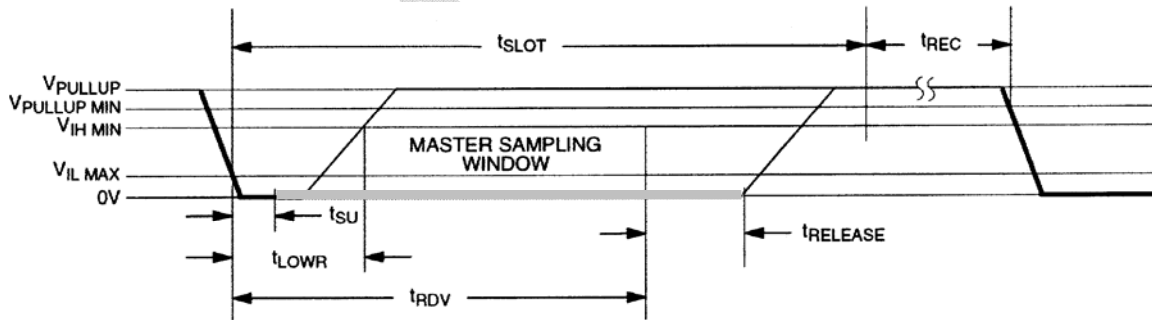 tSLOT
tREC
VPULLUP
VPULLUP MIN
VIH MIN
MASTER SAMPLING
WINDOW
VIL MAX
0V
tSU
tRELEASE
tLOWR
tRDV